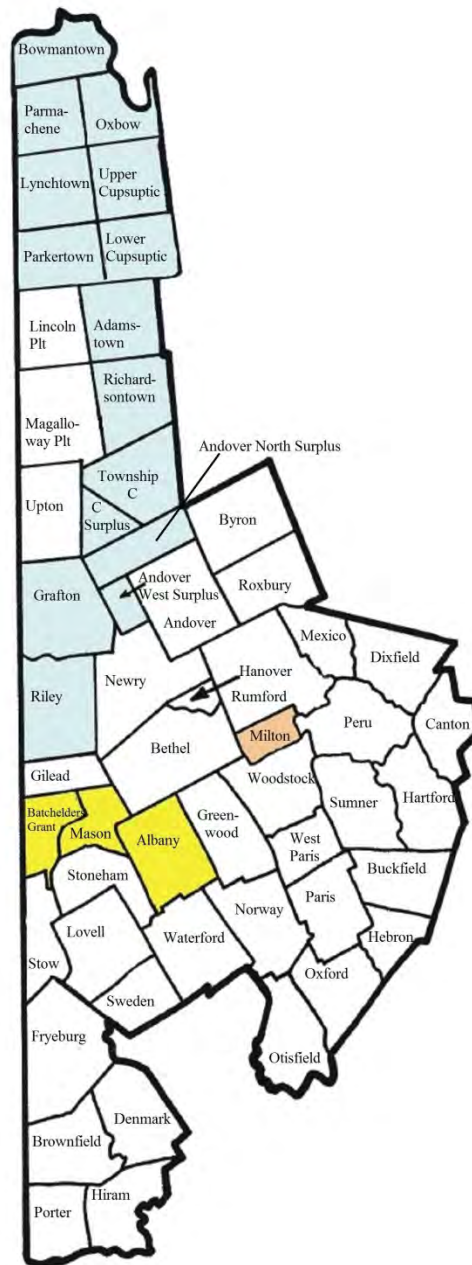 Bowmantown
Parma-
chene
Oxbow
Lynchtown
Upper
Cupsuptic
Parkertown
Lower
Cupsuptic
Lincoln
Plt
Adams-
town
Richard-
sontown
Magallo-
way Plt
Andover North Surplus
Township
C
Upton
C
Surplus
Byron
Andover
West Surplus
Grafton
Roxbury
Andover
Mexico
Dixfield
Hanover
Newry
Riley
Rumford
Peru
Canton
Milton
Bethel
Gilead
Woodstock
Sumner
Hartford
Batchelders
Grant
Mason
Albany
Green-
wood
West
Paris
Stoneham
Buckfield
Paris
Norway
Lovell
Waterford
Hebron
Stow
Oxford
Sweden
Fryeburg
Otisfield
Denmark
Brownfield
Porter
Hiram